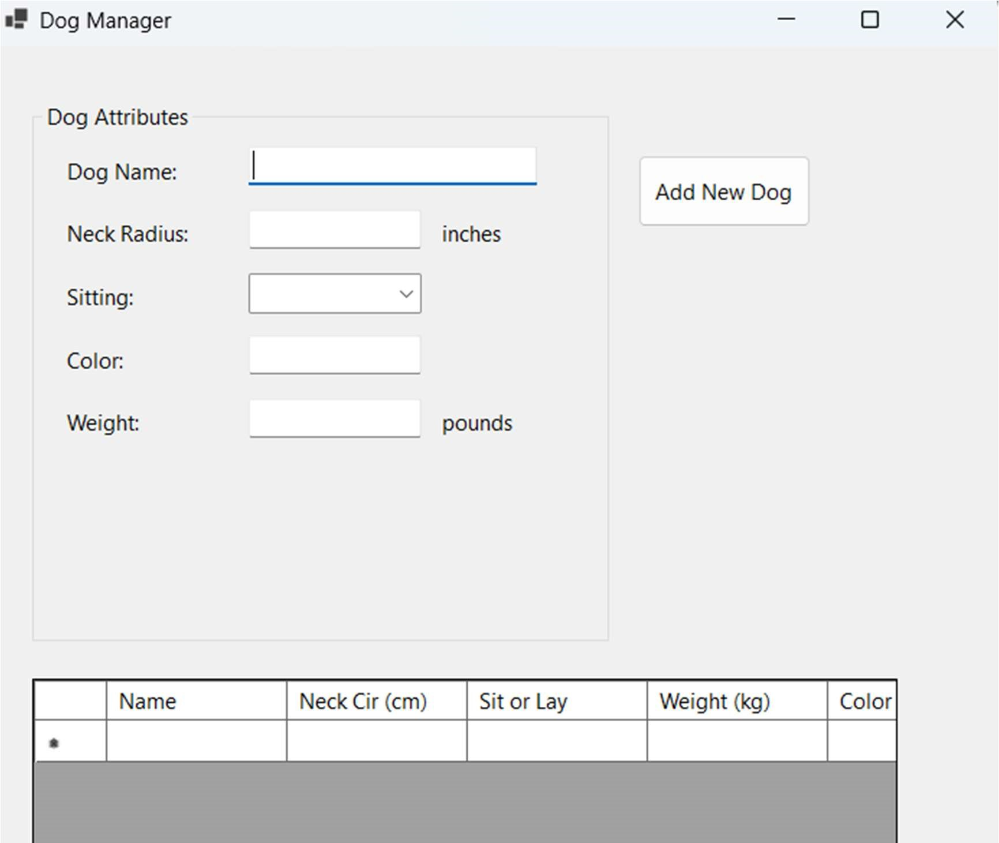 Dog Manager
Dog Attributes
Dog Name:
Add New Dog
Neck Radius: inches
Sitting:
Color:
Weight: pounds
Name Neck Cir (cm) Sit or Lay Weight (kg) Color